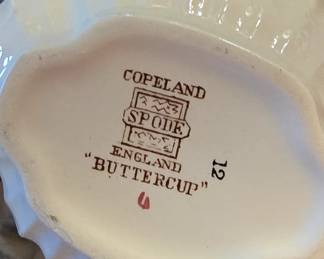 COPELAND
SPODE
ENGLAND
"BUTTERCUP"
12